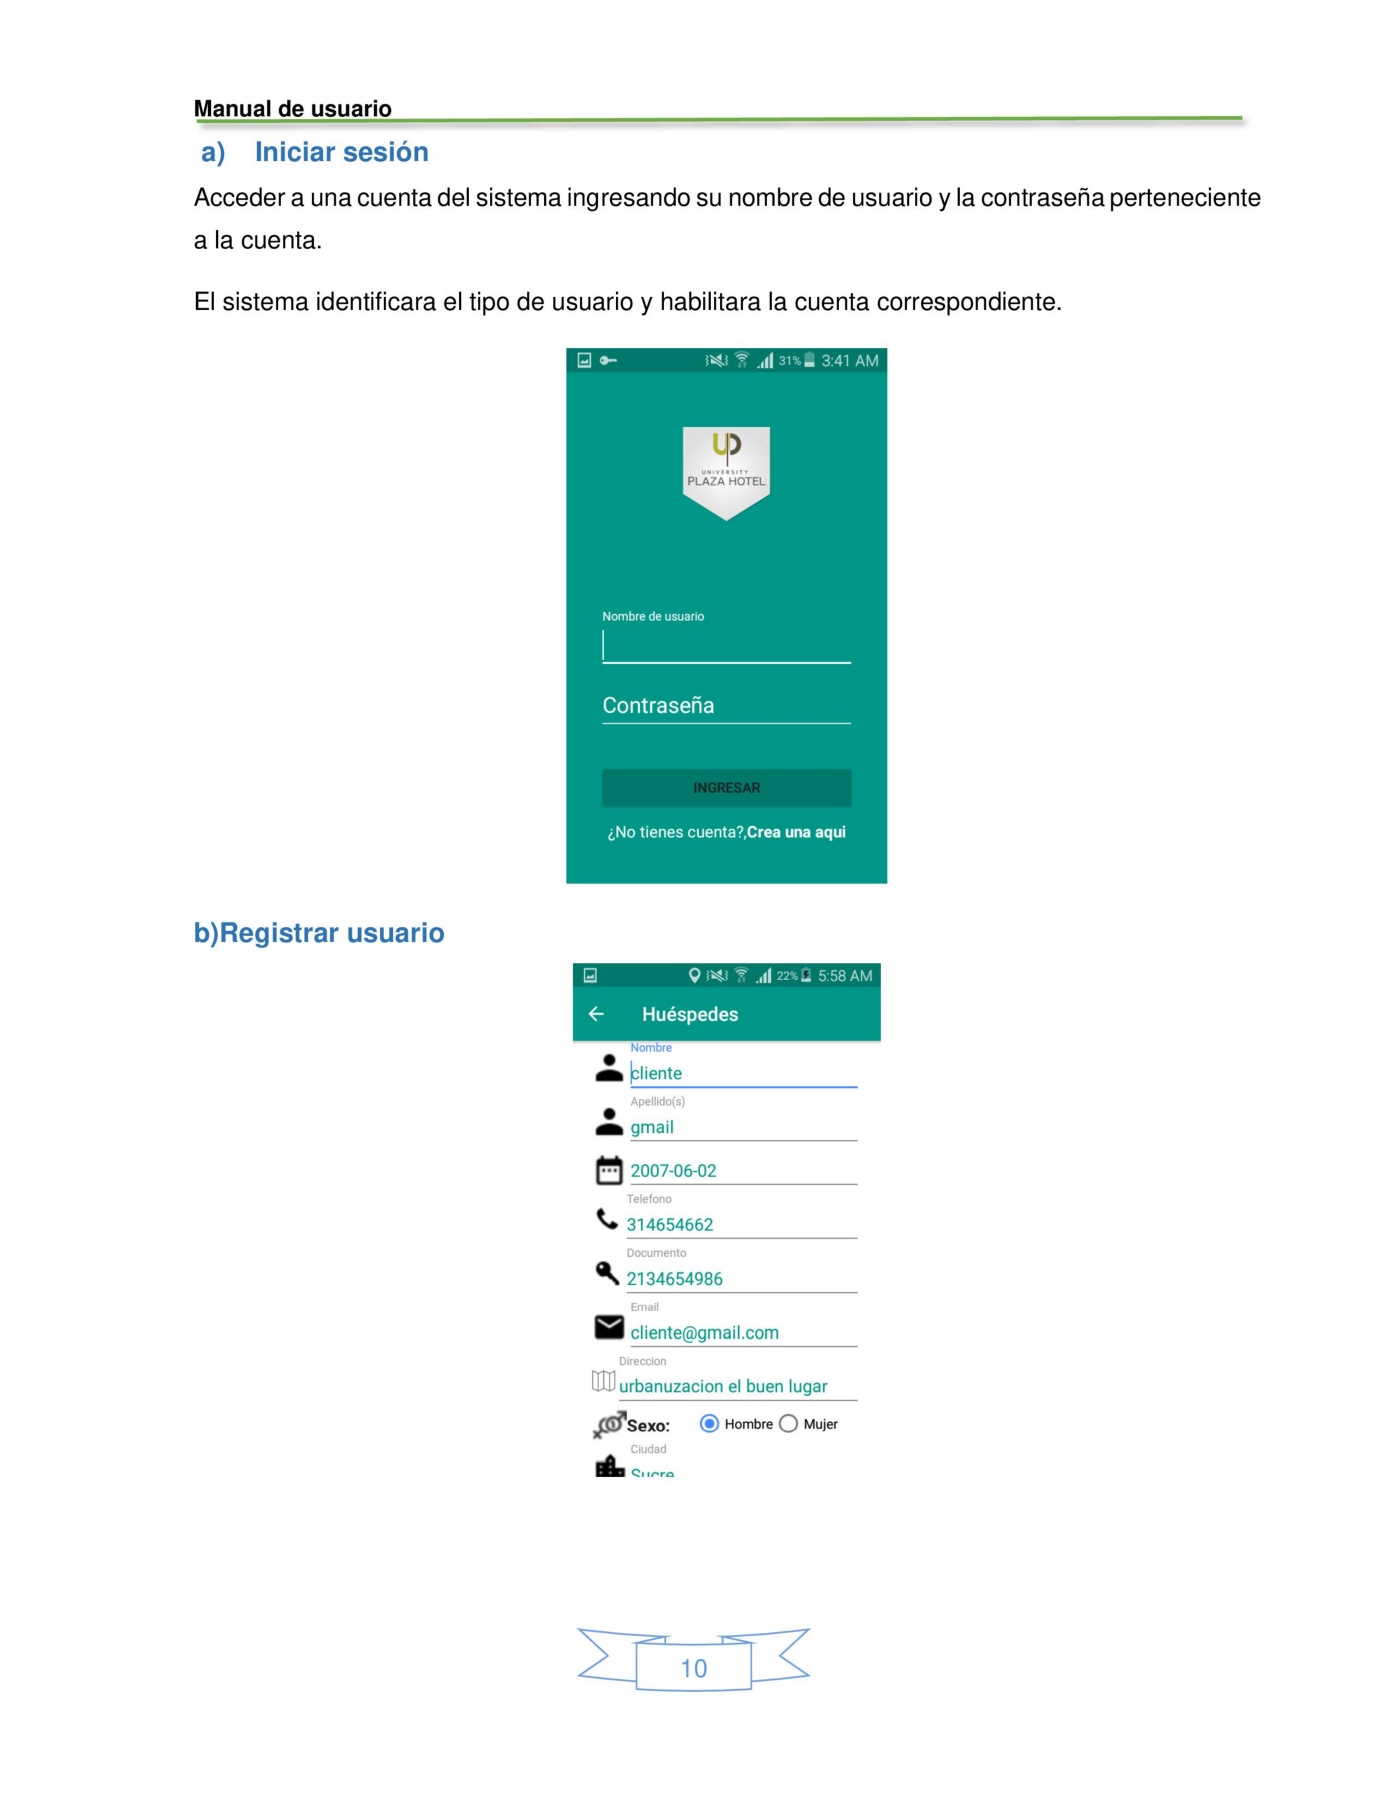 Manual de usuario
a) Iniciar sesión
Acceder a una cuenta del sistema ingresando su nombre de usuario y la contraseña perteneciente
a la cuenta.
El sistema identificara el tipo de usuario y habilitara la cuenta correspondiente.
31% 3:41 AM
UP
UNIVERSITY
PLAZA HOTEL
Nombre de usuario
Contraseña
INGRESAR
¿No tienes cuenta?,Crea una aqui
b)Registrar usuario
22% 5:58 AM
Huéspedes
Nombre
cliente
Apellido(s)
gmail
2007-06-02
Telefono
314654662
Documento
2134654986
Email
cliente@gmail.com
Direccion
urbanuzacion el buen lugar
Sexo: Hombre Mujer
Ciudad
Sucre
10